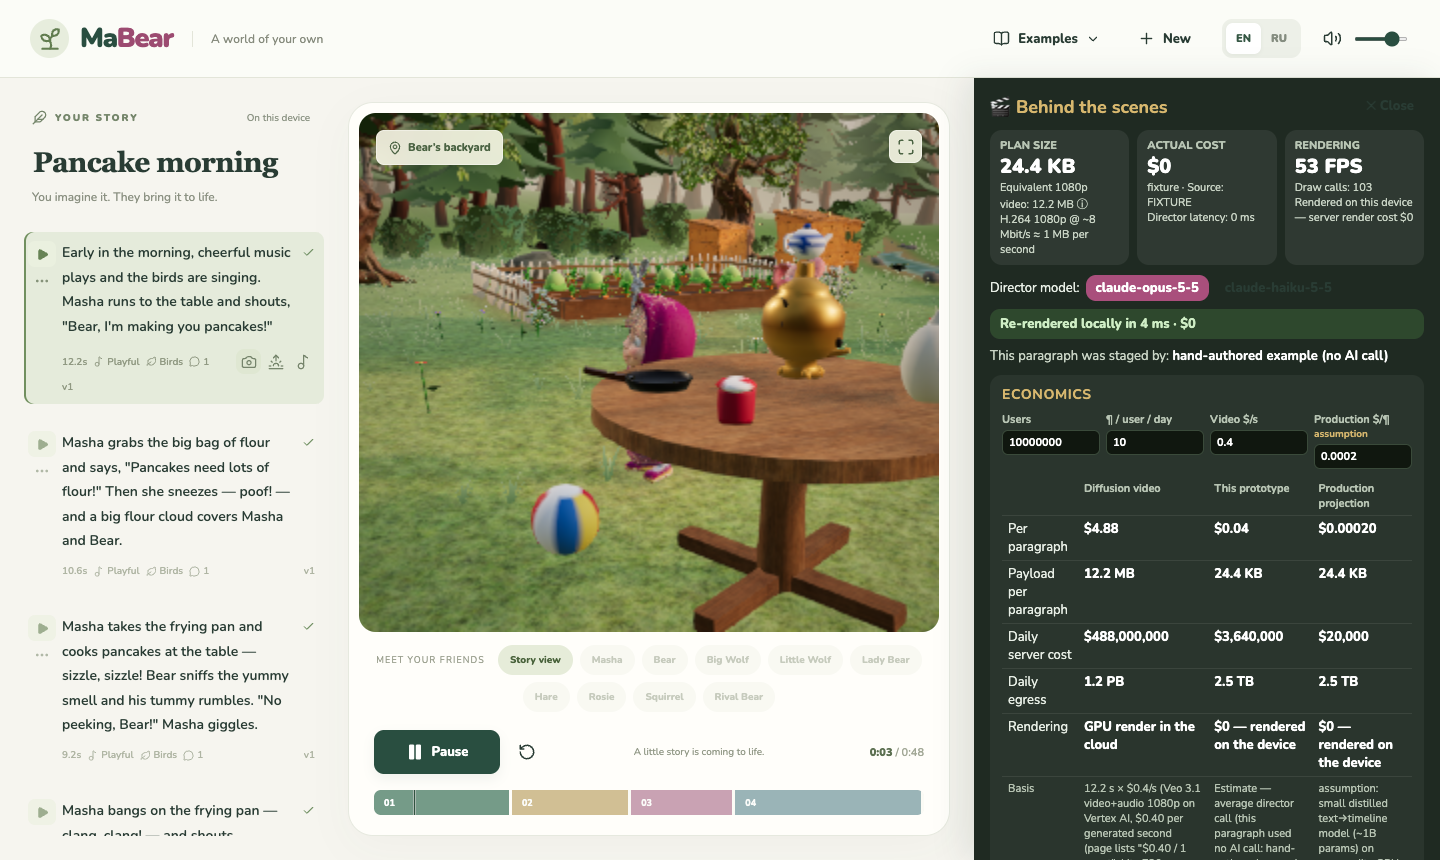 MaBear
A world of your own
Examples
New
EN RU
YOUR STORY
On this device
Pancake morning
You imagine it. They bring it to life.
Early in the morning, cheerful music
plays and the birds are singing.
Masha runs to the table and shouts,
"Bear, I'm making you pancakes!"
12.2s Playful Birds 1
v1
Masha grabs the big bag of flour
and says, "Pancakes need lots of
flour!" Then she sneezes — poof! —
and a big flour cloud covers Masha
and Bear.
10.6s Playful Birds 1 v1
Masha takes the frying pan and
cooks pancakes at the table —
sizzle, sizzle! Bear sniffs the yummy
smell and his tummy rumbles. "No
peeking, Bear!" Masha giggles.
9.2s Playful Birds 1 v1
Masha bangs on the frying pan —
clang, clang! — and shouts
Bear's backyard
MEET YOUR FRIENDS Story view Masha Bear Big Wolf Little Wolf Lady Bear
Hare Rosie Squirrel Rival Bear
Pause
A little story is coming to life.
0:03 / 0:48
01 02 03 04
Behind the scenes
× Close
PLAN SIZE
24.4 KB
Equivalent 1080p
video: 12.2 MB ⓘ
H.264 1080p @ ~8
Mbit/s ≈ 1 MB per
second
ACTUAL COST
$0
fixture · Source:
FIXTURE
Director latency: 0 ms
RENDERING
53 FPS
Draw calls: 103
Rendered on this device
— server render cost $0
Director model: claude-opus-5-5 claude-haiku-5-5
Re-rendered locally in 4 ms · $0
This paragraph was staged by: hand-authored example (no AI call)
ECONOMICS
Users
10000000
¶ / user / day
10
Video $/s
0.4
Production $/¶
assumption
0.0002
Diffusion video
This prototype
Production
projection
Per
paragraph
$4.88
$0.04
$0.00020
Payload
per
paragraph
12.2 MB
24.4 KB
24.4 KB
Daily
server cost
$488,000,000
$3,640,000
$20,000
Daily
egress
1.2 PB
2.5 TB
2.5 TB
Rendering
GPU render in the
cloud
$0 — rendered
on the device
$0 —
rendered on
the device
Basis
12.2 s × $0.4/s (Veo 3.1
video+audio 1080p on
Vertex AI, $0.40 per
generated second
(page lists "$0.40 / 1
Estimate —
average director
call (this
paragraph used
no AI call: hand-
assumption:
small distilled
text→timeline
model (~1B
params) on